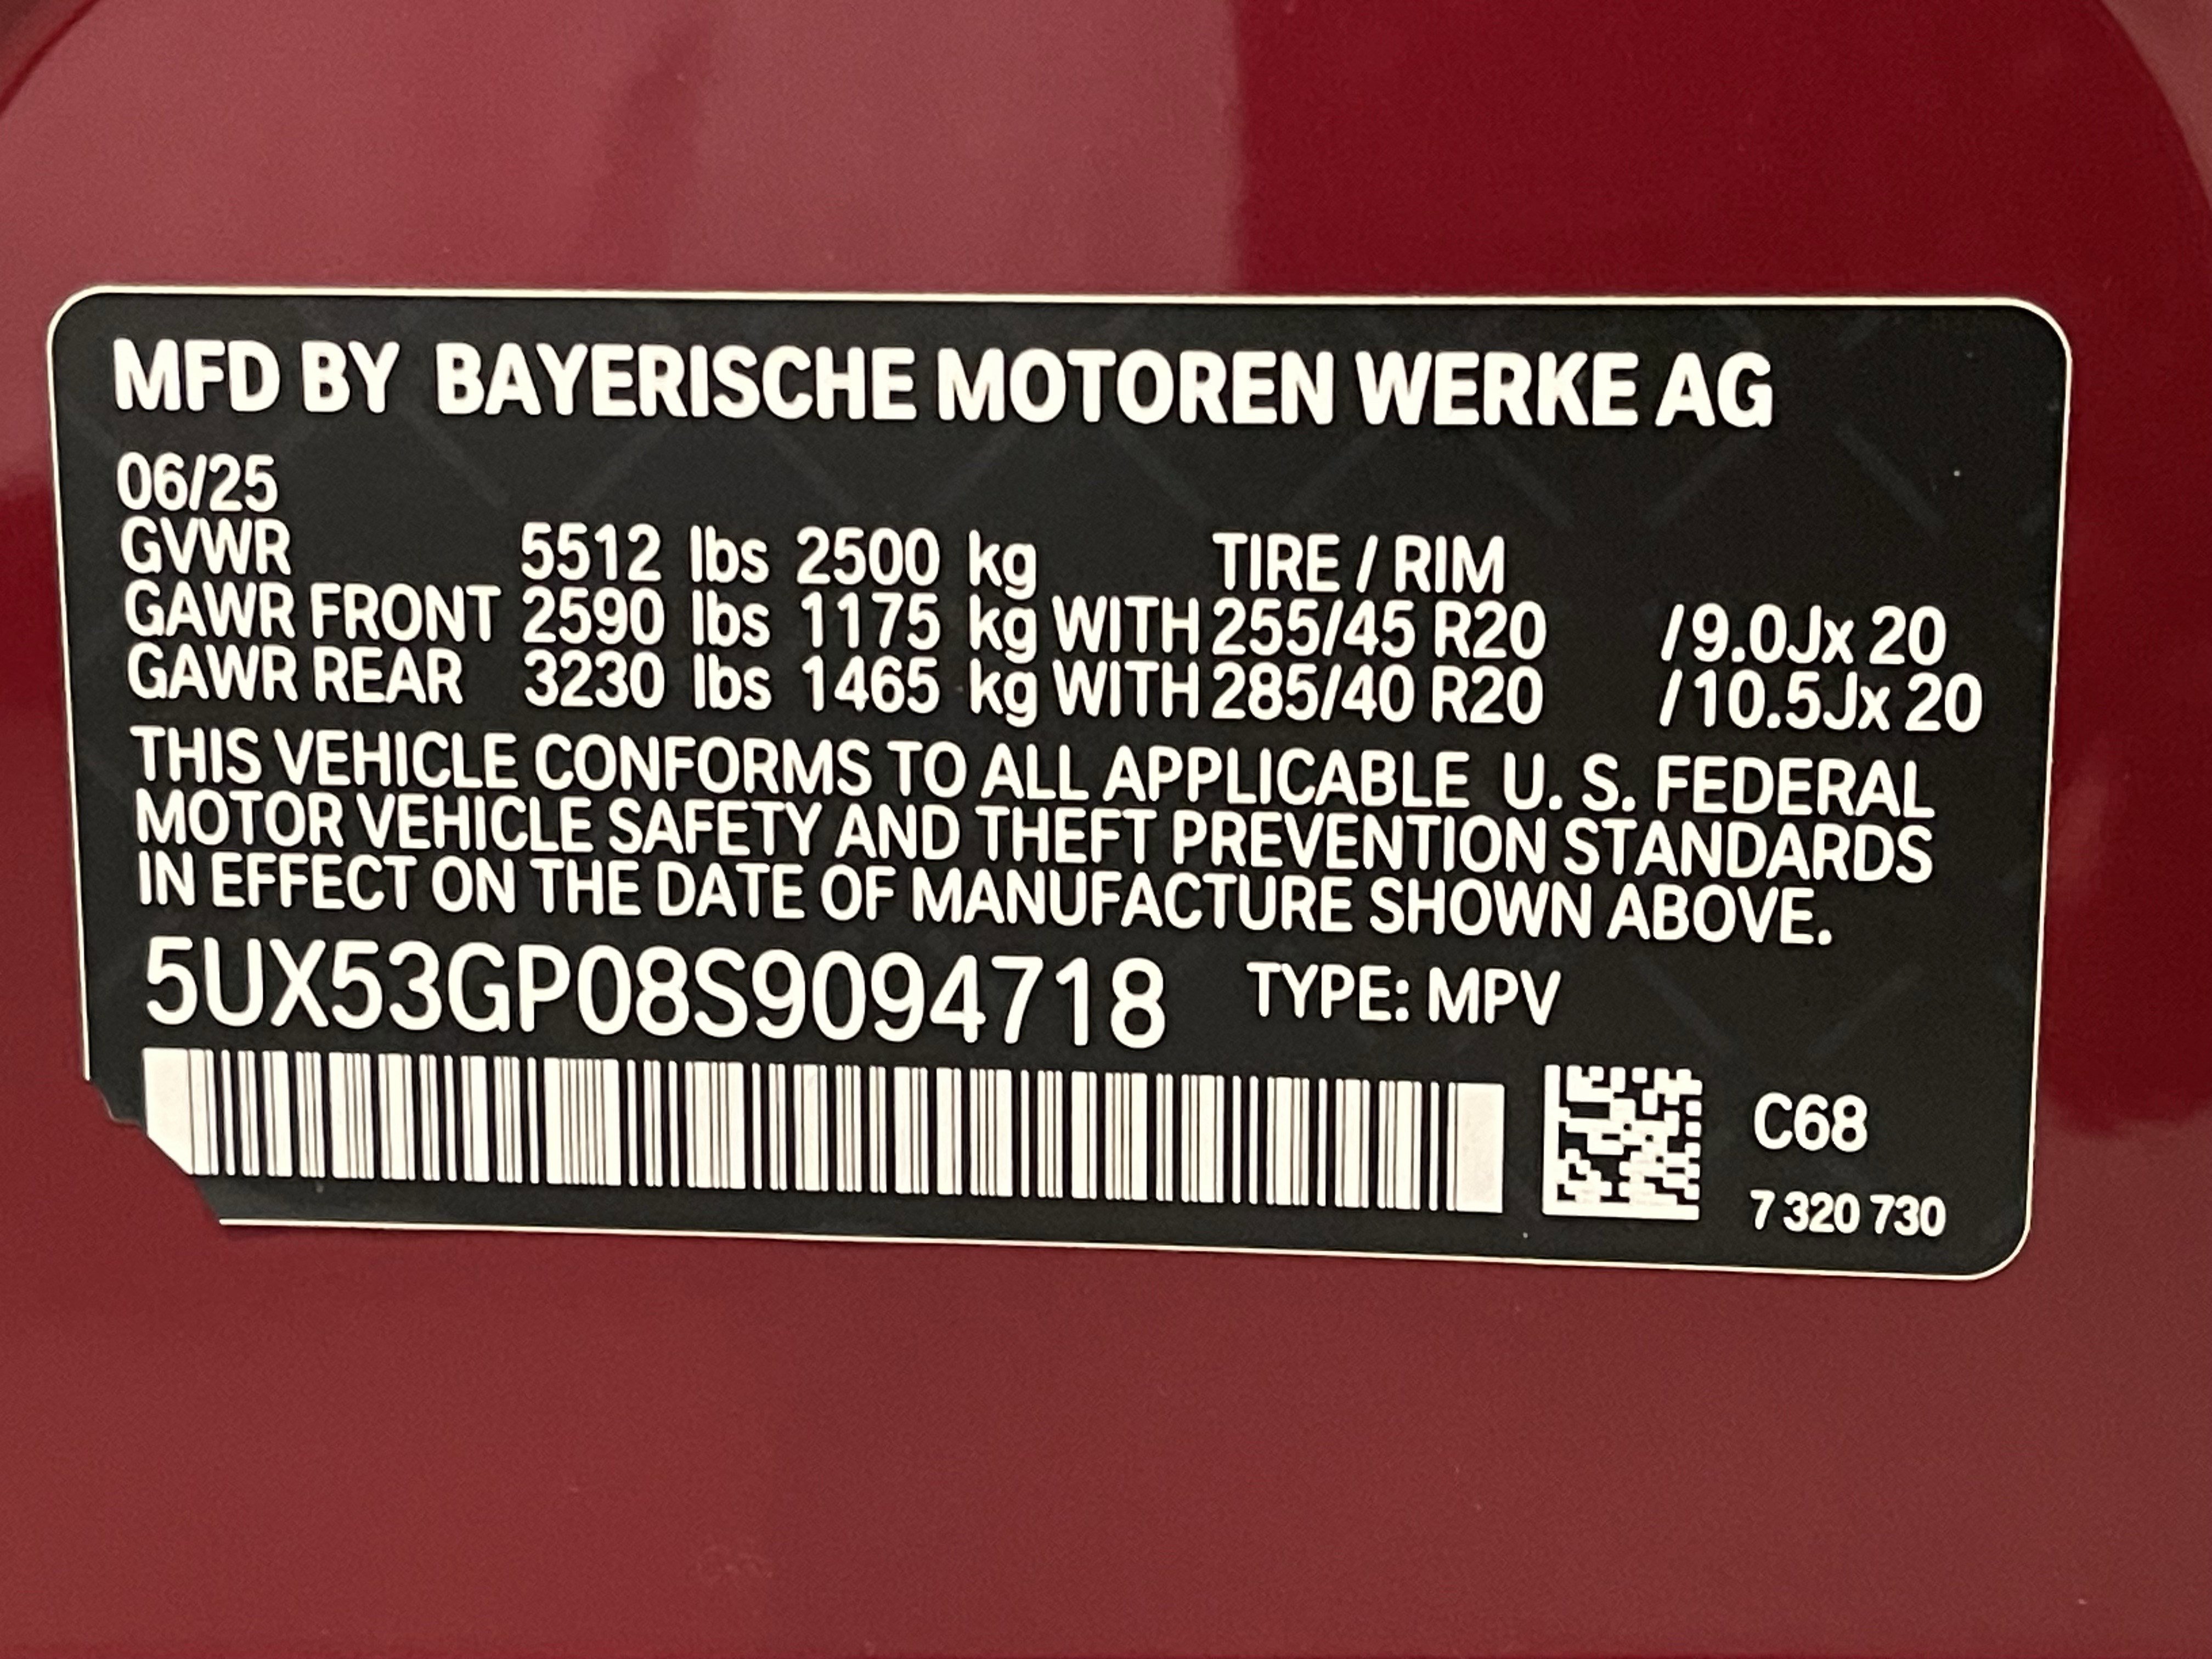 MFD BY BAYERISCHE MOTOREN WERKE AG
06/25
GVWR 5512 lbs 2500 kg TIRE / RIM
GAWR FRONT 2590 lbs 1175 kg WITH 255/45 R20 / 9.0Jx 20
GAWR REAR 3230 lbs 1465 kg WITH 285/40 R20 / 10.5Jx 20
THIS VEHICLE CONFORMS TO ALL APPLICABLE U. S. FEDERAL
MOTOR VEHICLE SAFETY AND THEFT PREVENTION STANDARDS
IN EFFECT ON THE DATE OF MANUFACTURE SHOWN ABOVE.
5UX53GP08S9094718 TYPE: MPV
C68
7 320 730